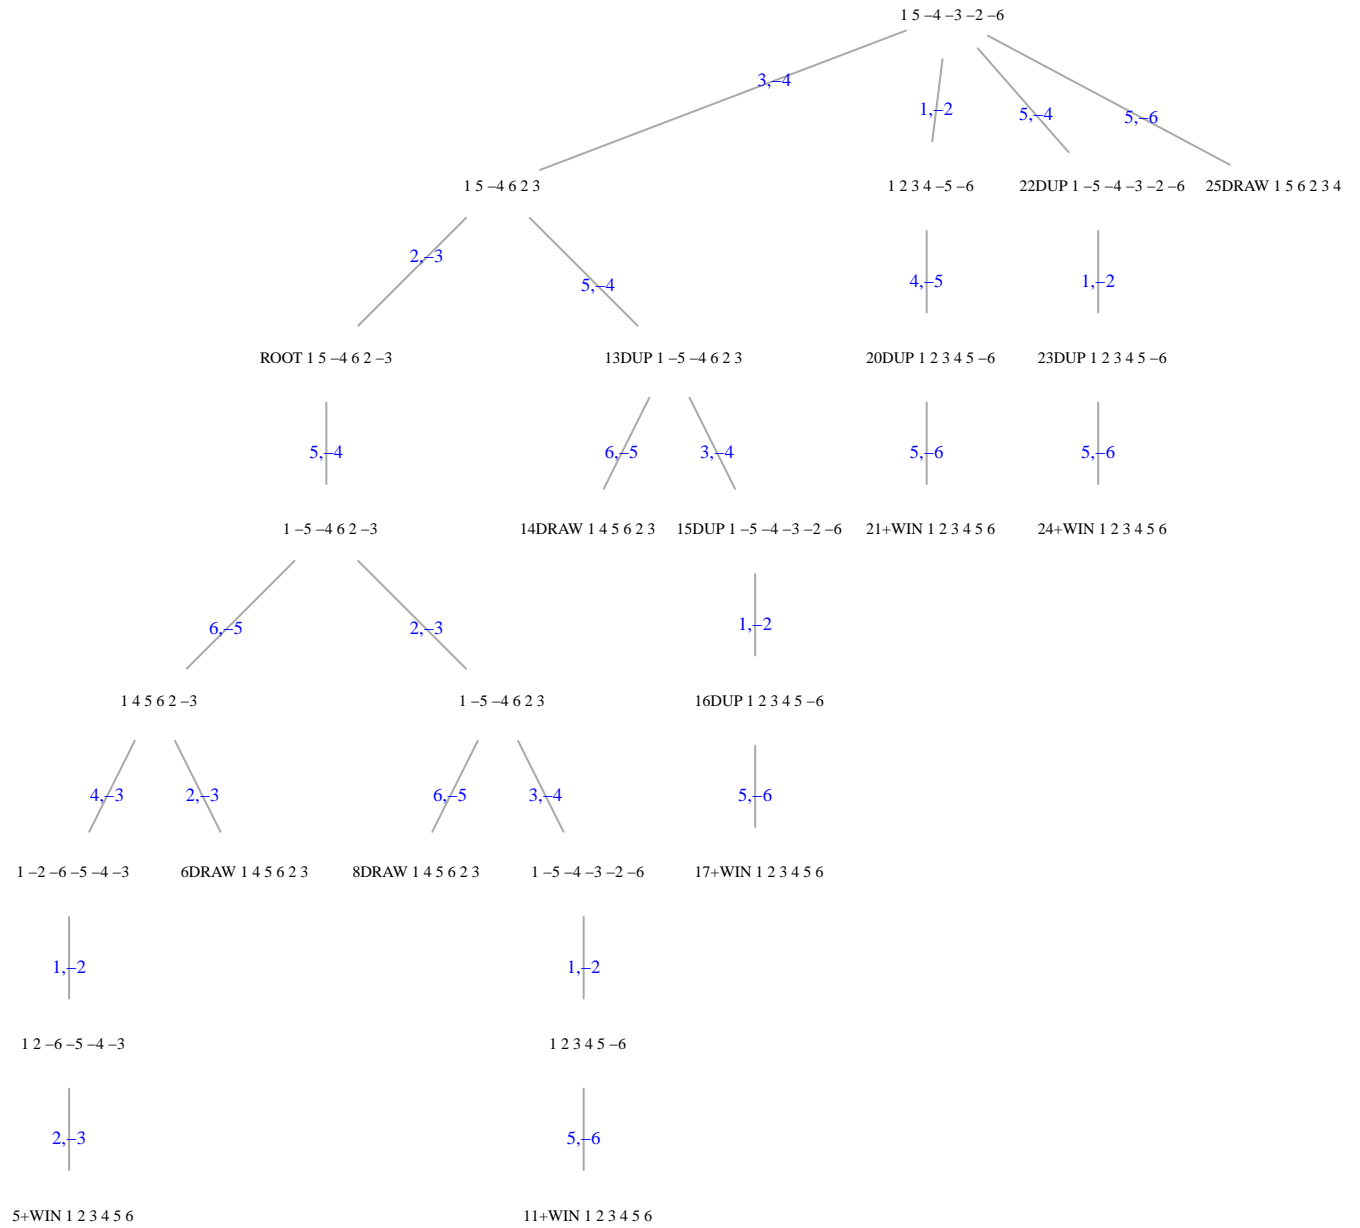 1 5 –4 –3 –2 –6
3,–4
1,–2
5,–4
5,–6
1 5 –4 6 2 3
1 2 3 4 –5 –6
22DUP 1 –5 –4 –3 –2 –6
25DRAW 1 5 6 2 3 4
2,–3
5,–4
4,–5
1,–2
ROOT 1 5 –4 6 2 –3
13DUP 1 –5 –4 6 2 3
20DUP 1 2 3 4 5 –6
23DUP 1 2 3 4 5 –6
5,–4
6,–5
3,–4
5,–6
5,–6
1 –5 –4 6 2 –3
14DRAW 1 4 5 6 2 3
15DUP 1 –5 –4 –3 –2 –6
21+WIN 1 2 3 4 5 6
24+WIN 1 2 3 4 5 6
6,–5
2,–3
1,–2
1 4 5 6 2 –3
1 –5 –4 6 2 3
16DUP 1 2 3 4 5 –6
4,–3
2,–3
6,–5
3,–4
5,–6
1 –2 –6 –5 –4 –3
6DRAW 1 4 5 6 2 3
8DRAW 1 4 5 6 2 3
1 –5 –4 –3 –2 –6
17+WIN 1 2 3 4 5 6
1,–2
1,–2
1 2 –6 –5 –4 –3
1 2 3 4 5 –6
2,–3
5,–6
5+WIN 1 2 3 4 5 6
11+WIN 1 2 3 4 5 6